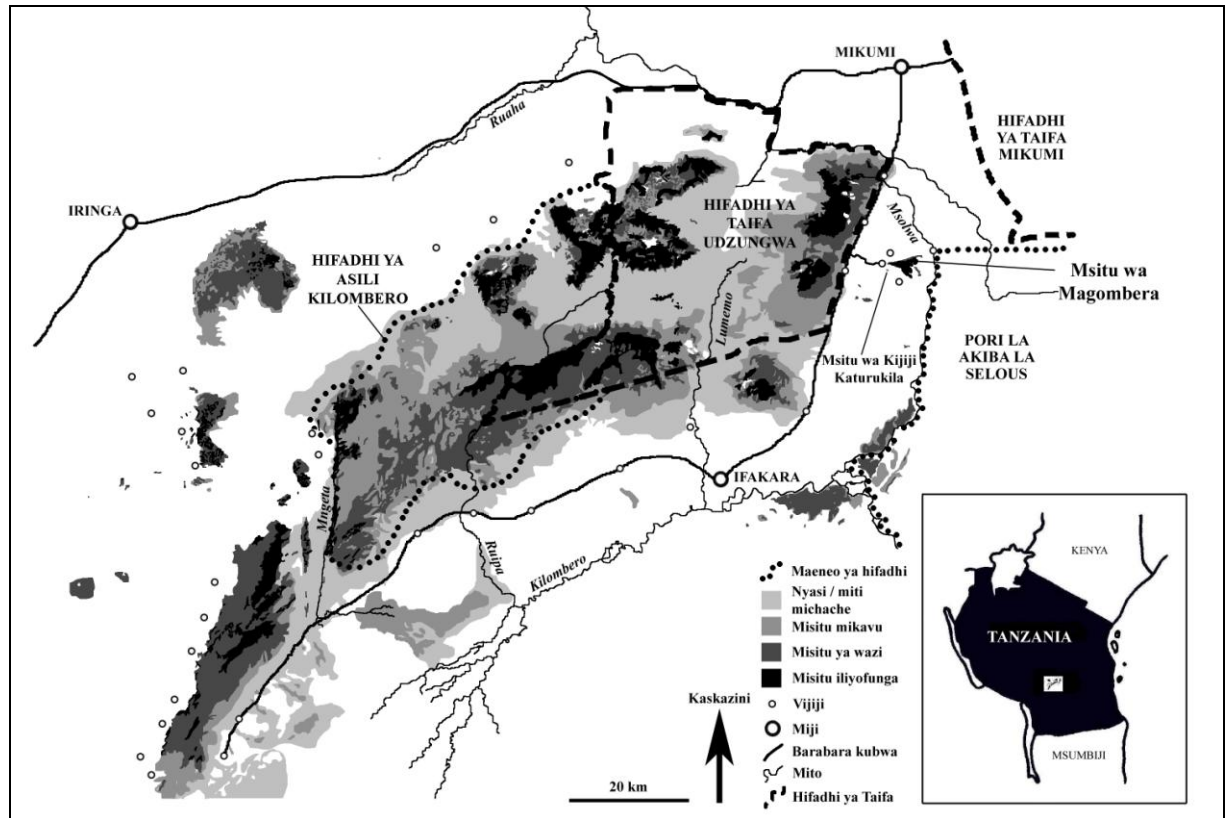 MIKUMI
Ruaha
HIFADHI
YA TAIFA
MIKUMI
IRINGA
HIFADHI YA
TAIFA
UDZUNGWA
Msolwa
HIFADHI YA
ASILI
KILOMBERO
Msitu wa
Magombera
Lumemo
PORI LA
AKIBA LA
SELOUS
Msitu wa Kijiji
Katurukila
IFAKARA
Mngeta
Ruipa
Kilombero
Maeneo ya hifadhi
Nyasi / miti
michache
Misitu mikavu
Misitu ya wazi
Misitu iliyofunga
Vijiji
Miji
Barabara kubwa
Mito
Hifadhi ya Taifa
Kaskazini
20 km
KENYA
TANZANIA
MSUMBIJI